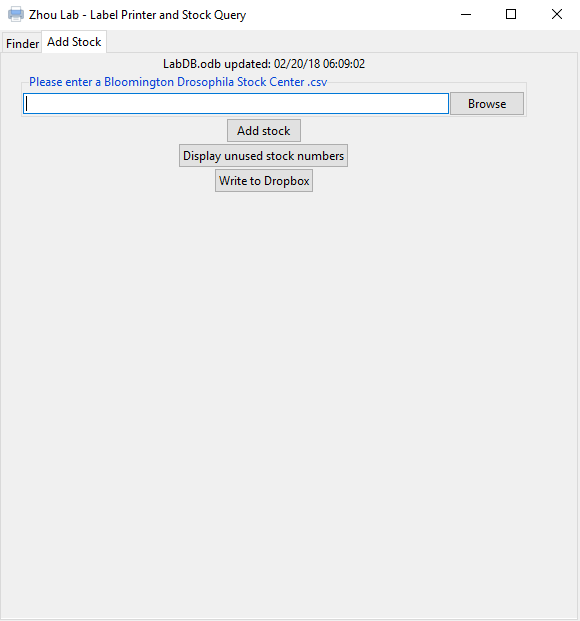 Zhou Lab - Label Printer and Stock Query
Finder Add Stock
LabDB.odb updated: 02/20/18 06:09:02
Please enter a Bloomington Drosophila Stock Center .csv
Browse
Add stock
Display unused stock numbers
Write to Dropbox